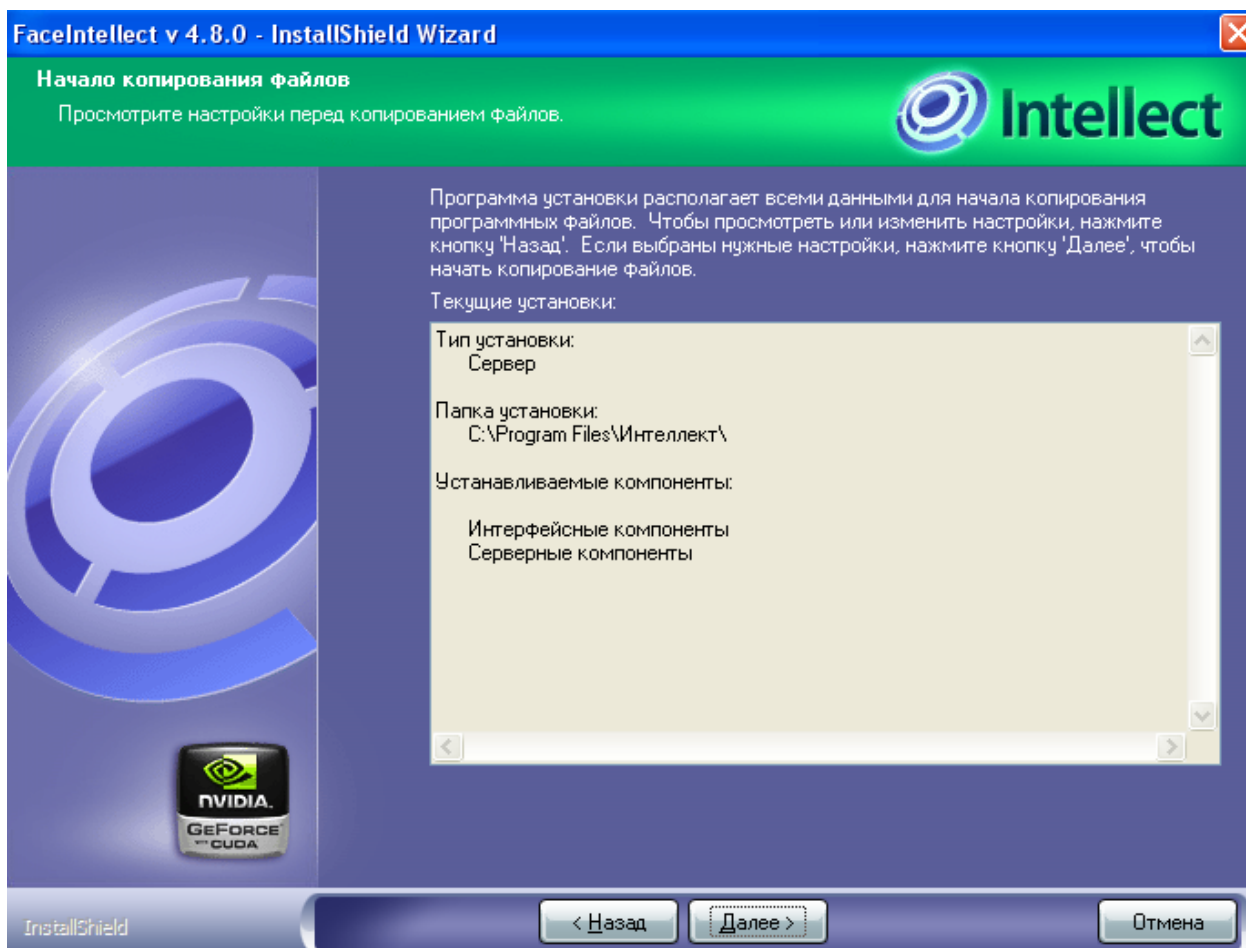 FaceIntellect v 4.8.0 - InstallShield Wizard
Начало копирования файлов
Просмотрите настройки перед копированием файлов.
Intellect
Программа установки располагает всеми данными для начала копирования
программных файлов. Чтобы просмотреть или изменить настройки, нажмите
кнопку 'Назад'. Если выбраны нужные настройки, нажмите кнопку 'Далее', чтобы
начать копирование файлов.
Текущие установки:
Тип установки:
Сервер
Папка установки:
C:\Program Files\Интеллект\
Устанавливаемые компоненты:
Интерфейсные компоненты
Серверные компоненты
NVIDIA.
GEFORCE
WITH CUDA
InstallShield
< Назад
Далее >
Отмена